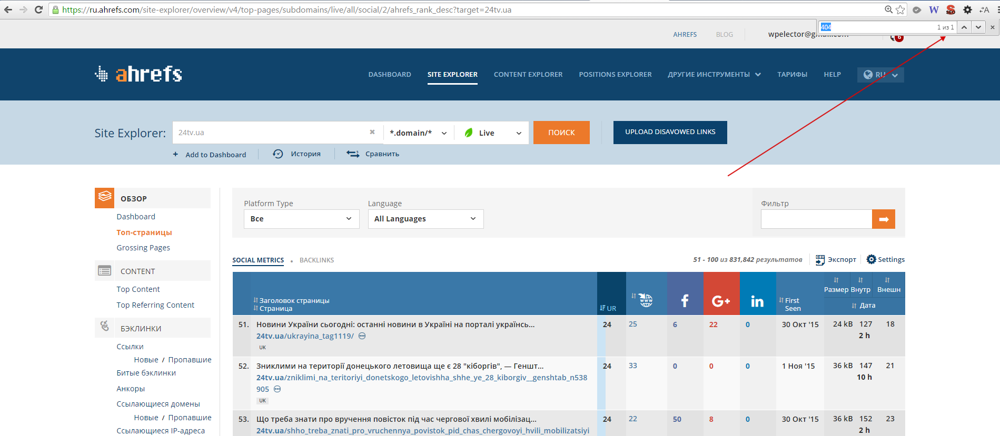 https://ru.ahrefs.com/site-explorer/overview/v4/top-pages/subdomains/live/all/social/2/ahrefs_rank_desc?target=24tv.ua
W SEO A
404 1 из 1
AHREFS BLOG 6
ahrefs
DASHBOARD SITE EXPLORER CONTENT EXPLORER POSITIONS EXPLORER ДРУГИЕ ИНСТРУМЕНТЫ ТАРИФЫ HELP RU
Site Explorer: 24tv.ua *.domain/* Live ПОИСК UPLOAD DISAVOWED LINKS
+ Add to Dashboard История Сравнить
ОБЗОР
Dashboard
Топ-страницы
Grossing Pages
CONTENT
Top Content
Top Referring Content
БЭКЛИНКИ
Ссылки
Новые / Пропавшие
Битые бэклинки
Анкоры
Ссылающиеся домены
Новые / Пропавшие
Ссылающиеся IP-адреса
Platform Type Language Фильтр
Все All Languages
SOCIAL METRICS • BACKLINKS 51 - 100 из 831,842 результатов CSV Экспорт Settings
Заголовок страницы
Страница
UR www f G+ in First Seen Размер Внутр Внешн
Дата
51. Новини України сьогодні: останні новини в Україні на порталі українсь... 24 25 6 22 0 30 Окт '15 24 kB 127 18
24tv.ua/ukrayina_tag1119/ 2 h
UK
52. Зниклими на території донецького летовища ще є 28 "кіборгів", — Геншт... 24 33 0 0 0 1 Ноя '15 36 kB 147 21
24tv.ua/zniklimi_na_teritoriyi_donetskogo_letovishha_shhe_ye_28_kiborgiv__genshtab_n538 10 h
905
UK
53. Що треба знати про вручення повісток під час чергової хвилі мобілізац... 24 22 50 8 0 30 Окт '15 36 kB 152 23
24tv.ua/shho_treba_znati_pro_vruchennya_povistok_pid_chas_chergovoyi_hvili_mobilizatsiyi 2 h